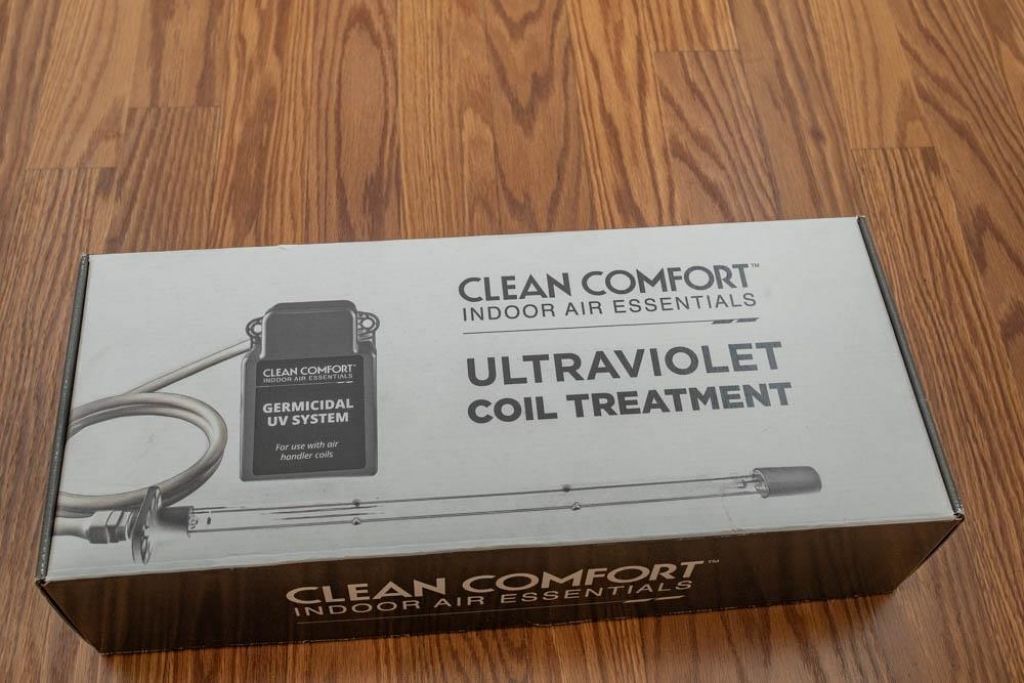 CLEAN COMFORT™
INDOOR AIR ESSENTIALS
ULTRAVIOLET
COIL TREATMENT
CLEAN COMFORT™
INDOOR AIR ESSENTIALS
GERMICIDAL
UV SYSTEM
For use with air
handler coils
CLEAN COMFORT™
INDOOR AIR ESSENTIALS